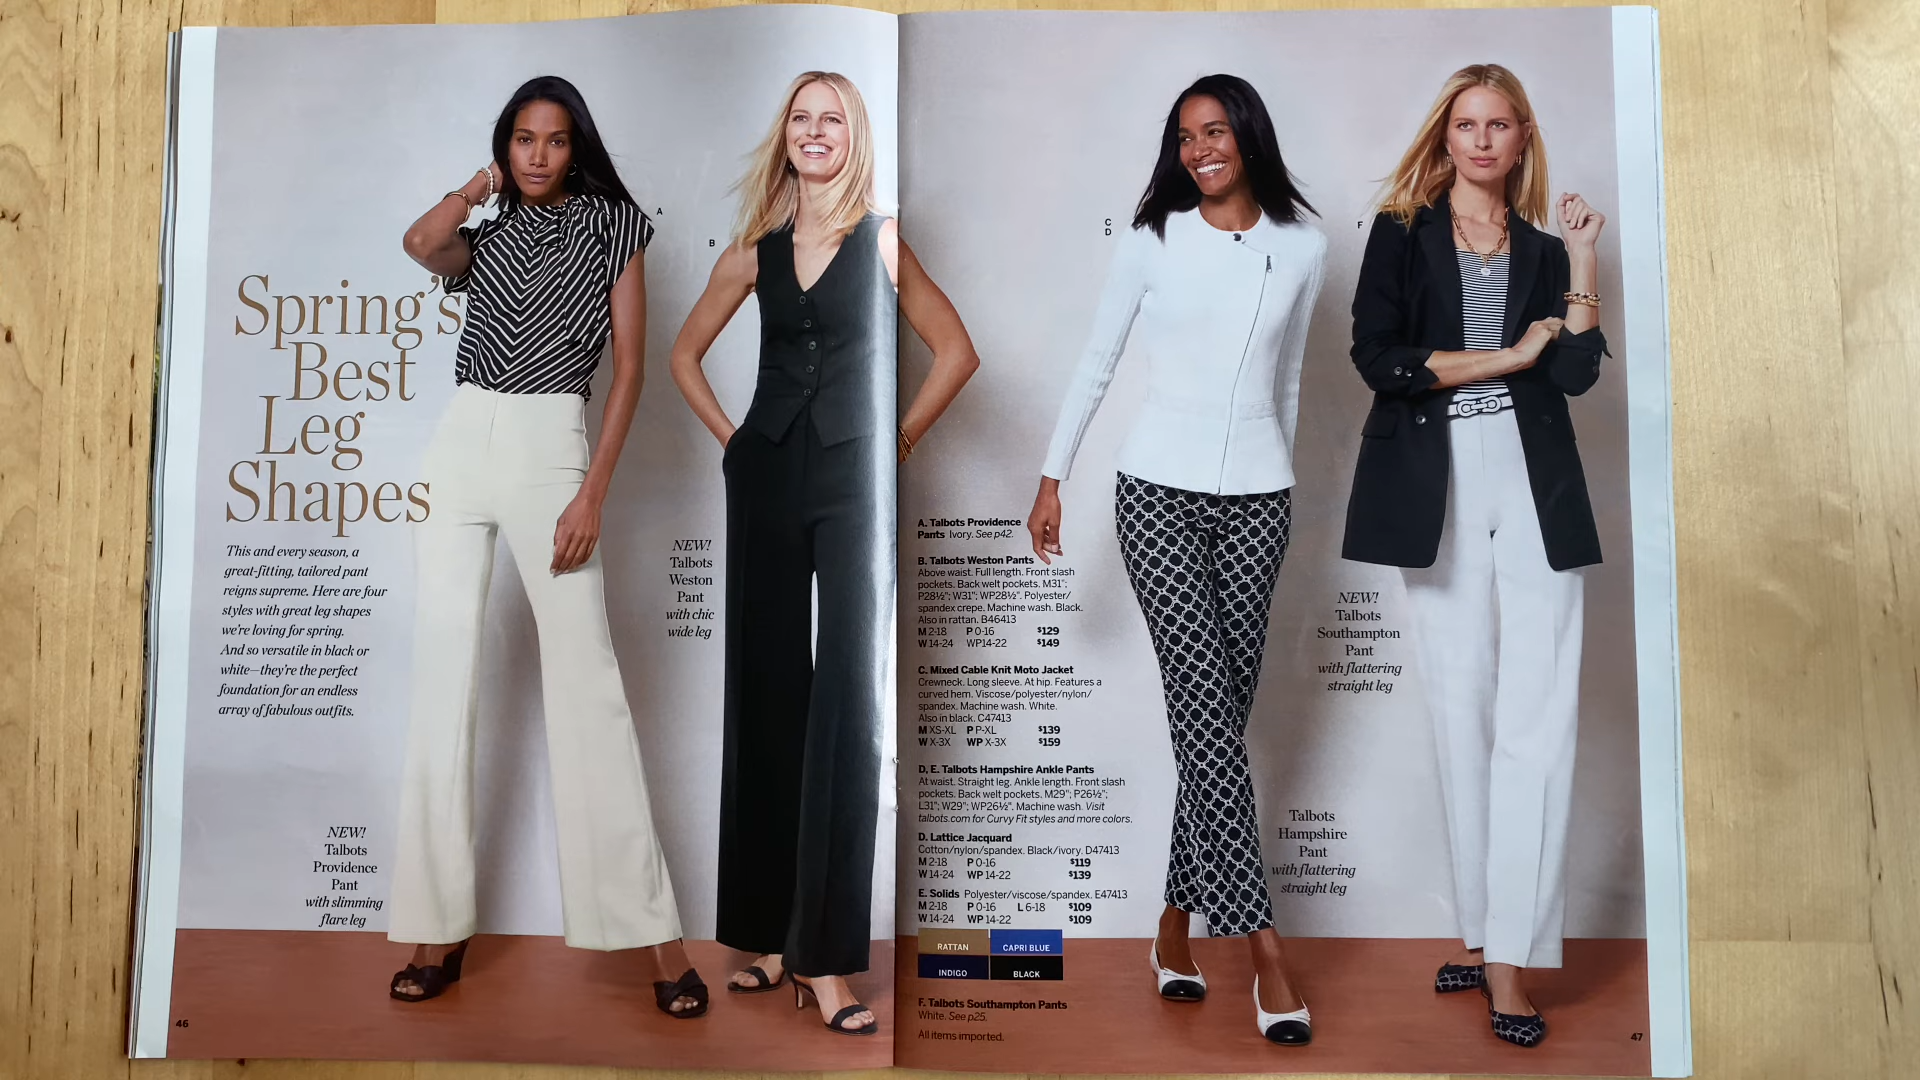 Spring's
Best
Leg
Shapes
This and every season, a
great-fitting, tailored pant
reigns supreme. Here are four
styles with great leg shapes
we're loving for spring.
And so versatile in black or
white—they're the perfect
foundation for an endless
array of fabulous outfits.
NEW!
Talbots
Providence
Pant
with slimming
flare leg
46
A
B
NEW!
Talbots
Weston
Pant
with chic
wide leg
C
D
F
A. Talbots Providence
Pants Ivory. See p42.
B. Talbots Weston Pants
Above waist. Full length. Front slash
pockets. Back welt pockets. M31";
P28½"; W31"; WP28½". Polyester/
spandex crepe. Machine wash. Black.
Also in rattan. B46413
M 2-18 P 0-16 $129
W 14-24 WP14-22 $149
C. Mixed Cable Knit Moto Jacket
Crewneck. Long sleeve. At hip. Features a
curved hem. Viscose/polyester/nylon/
spandex. Machine wash. White.
Also in black. C47413
M XS-XL P P-XL $139
W X-3X WP X-3X $159
D, E. Talbots Hampshire Ankle Pants
At waist. Straight leg. Ankle length. Front slash
pockets. Back welt pockets. M29"; P26½";
L31"; W29"; WP26½". Machine wash. Visit
talbots.com for Curvy Fit styles and more colors.
D. Lattice Jacquard
Cotton/nylon/spandex. Black/ivory. D47413
M 2-18 P 0-16 $119
W 14-24 WP 14-22 $139
E. Solids Polyester/viscose/spandex. E47413
M 2-18 P 0-16 L 6-18 $109
W 14-24 WP 14-22 $109
RATTAN CAPRI BLUE
INDIGO BLACK
F. Talbots Southampton Pants
White. See p25.
All items imported.
NEW!
Talbots
Southampton
Pant
with flattering
straight leg
Talbots
Hampshire
Pant
with flattering
straight leg
47